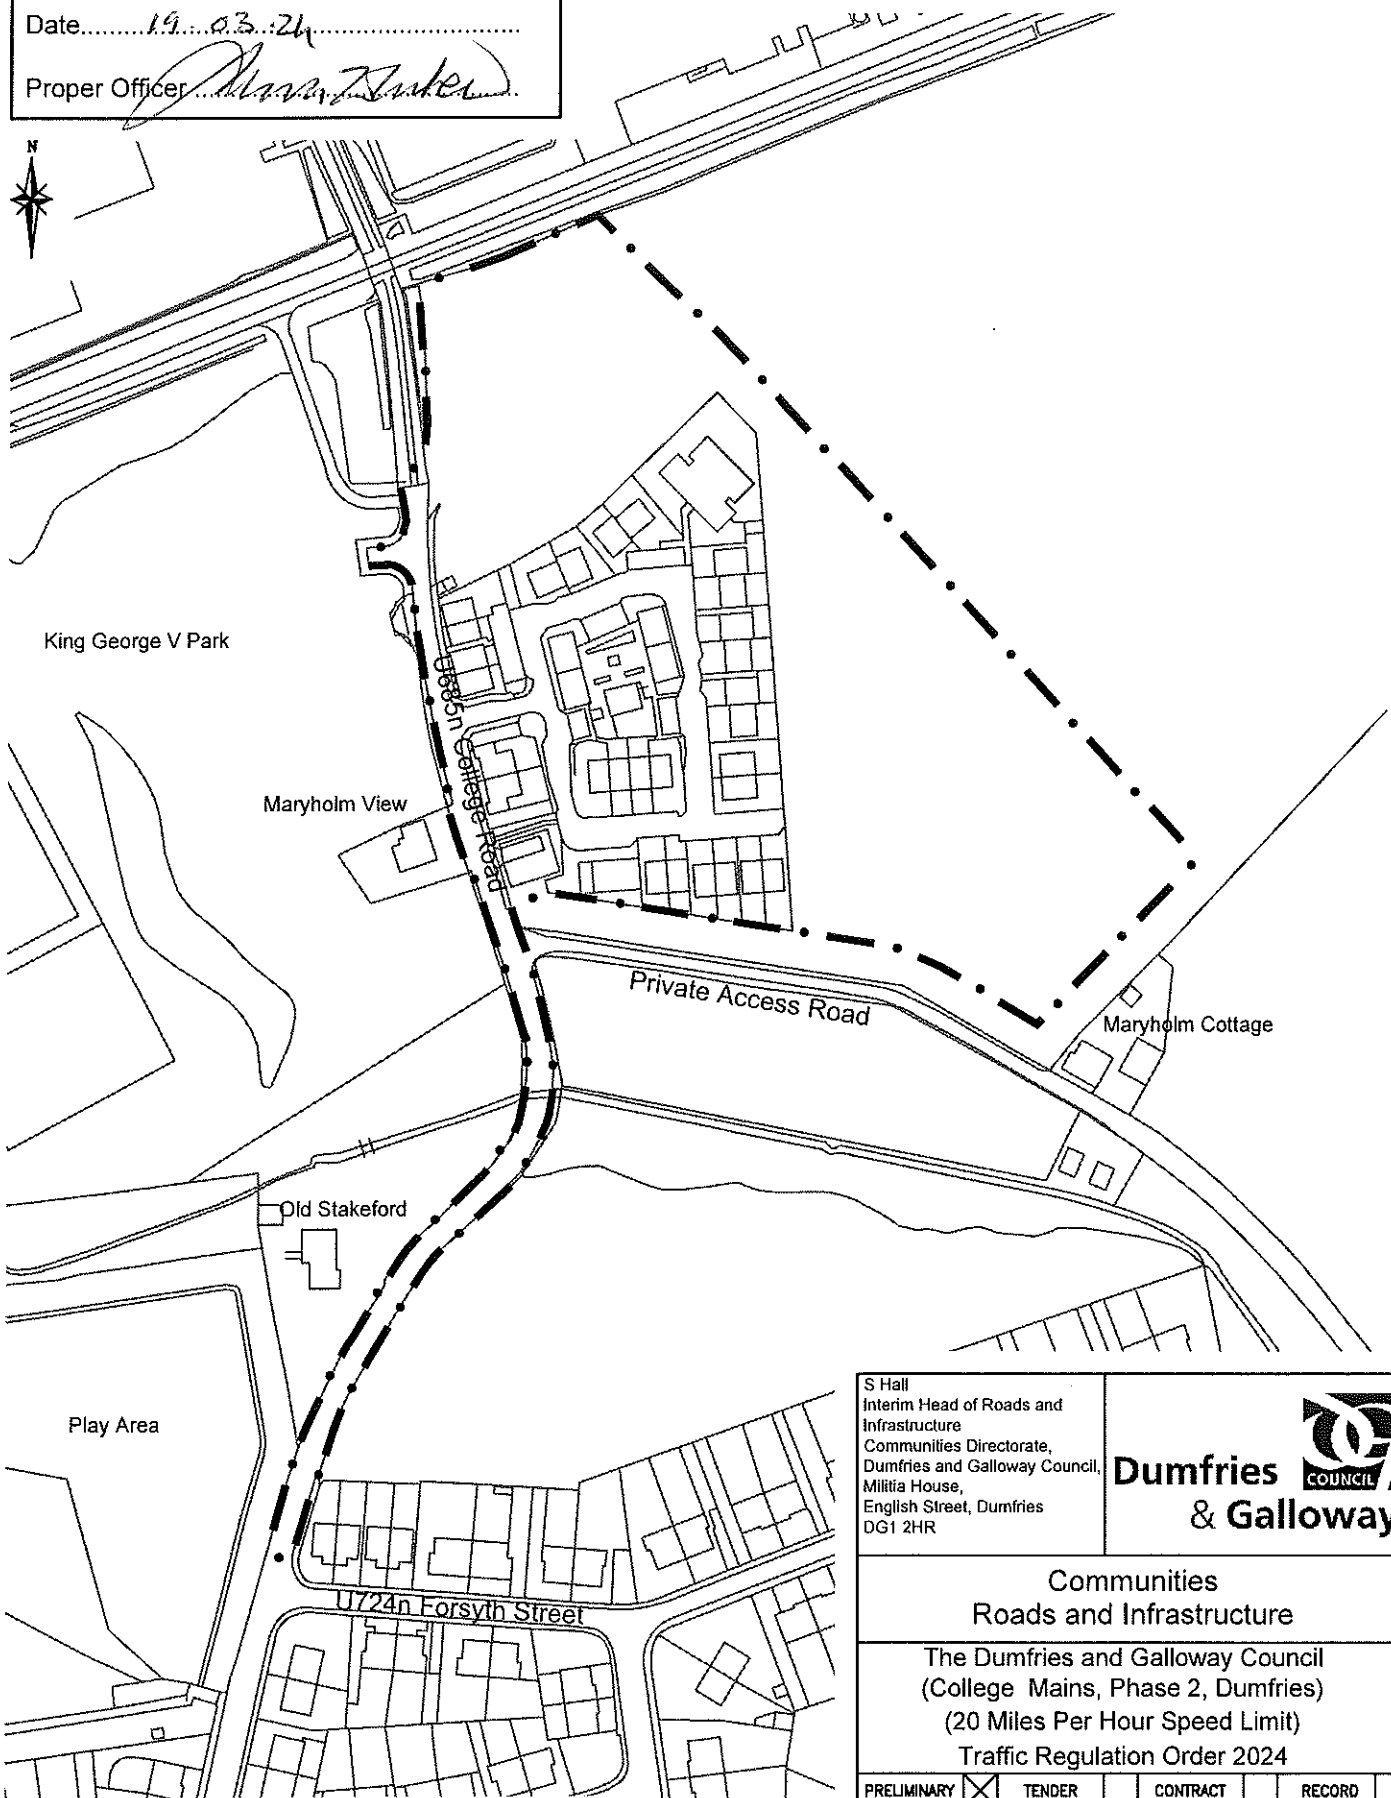 Date.........19.03.24.................................
Proper Officer
N
King George V Park
U685n College Road
Maryholm View
Private Access Road
Maryholm Cottage
Old Stakeford
Play Area
U724n Forsyth Street
S Hall
Interim Head of Roads and
Infrastructure
Communities Directorate,
Dumfries and Galloway Council,
Militia House,
English Street, Dumfries
DG1 2HR
Dumfries
COUNCIL
& Galloway
Communities
Roads and Infrastructure
The Dumfries and Galloway Council
(College Mains, Phase 2, Dumfries)
(20 Miles Per Hour Speed Limit)
Traffic Regulation Order 2024
PRELIMINARY X TENDER CONTRACT RECORD